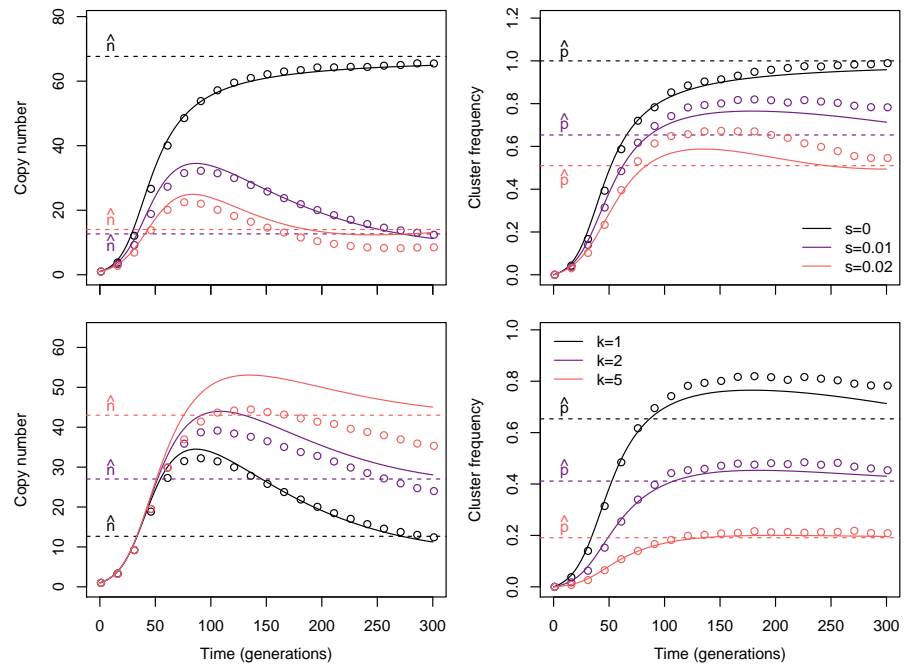 Copy number
80
60
40
20
0
n̂
n̂
n̂
Cluster frequency
1.2
1.0
0.8
0.6
0.4
0.2
0.0
p̂
p̂
p̂
s=0
s=0.01
s=0.02
Copy number
60
50
40
30
20
10
0
n̂
n̂
n̂
0 50 100 150 200 250 300
Time (generations)
Cluster frequency
1.0
0.8
0.6
0.4
0.2
0.0
k=1
k=2
k=5
p̂
p̂
p̂
0 50 100 150 200 250 300
Time (generations)